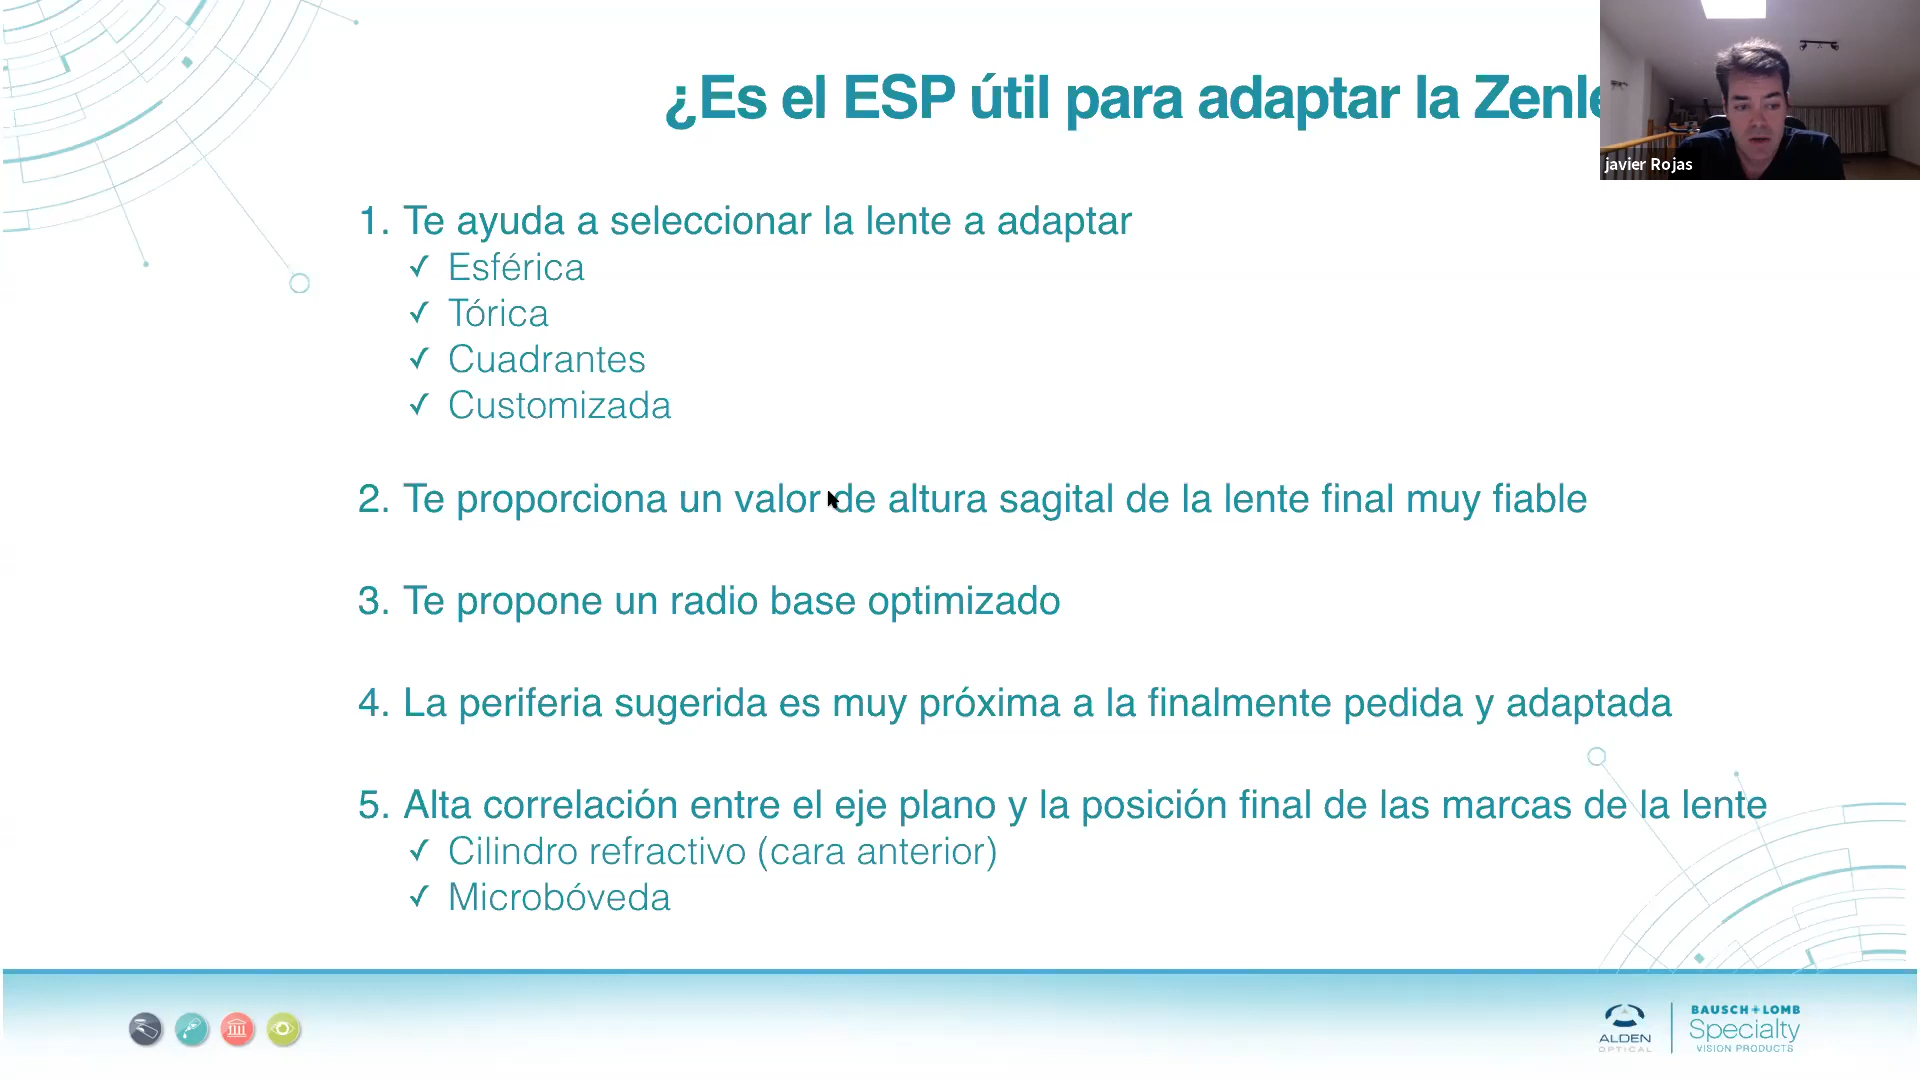 ¿Es el ESP útil para adaptar la Zenle
javier Rojas
1. Te ayuda a seleccionar la lente a adaptar
✓ Esférica
✓ Tórica
✓ Cuadrantes
✓ Customizada
2. Te proporciona un valor de altura sagital de la lente final muy fiable
3. Te propone un radio base optimizado
4. La periferia sugerida es muy próxima a la finalmente pedida y adaptada
5. Alta correlación entre el eje plano y la posición final de las marcas de la lente
✓ Cilindro refractivo (cara anterior)
✓ Microbóveda
ALDEN
OPTICAL
BAUSCH+LOMB
Specialty
VISION PRODUCTS